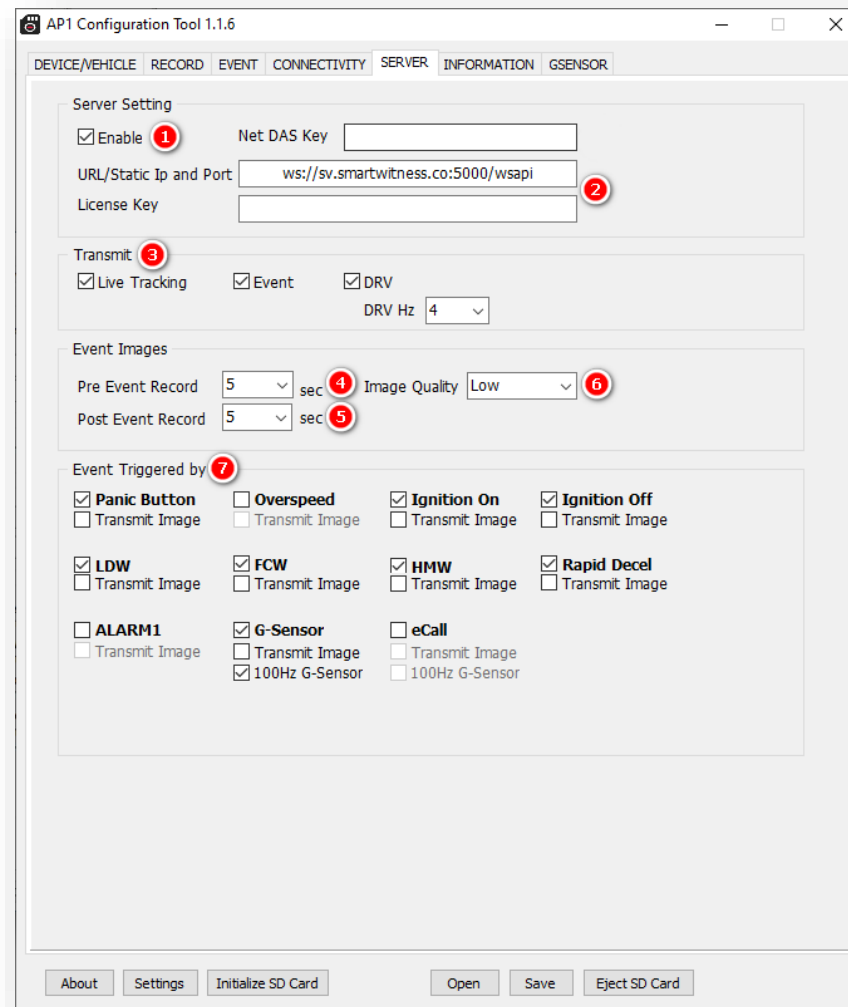 AP1 Configuration Tool 1.1.6
DEVICE/VEHICLE RECORD EVENT CONNECTIVITY SERVER INFORMATION GSENSOR
Server Setting
Enable 1 Net DAS Key
URL/Static Ip and Port ws://sv.smartwitness.co:5000/wsapi
2
License Key
Transmit 3
Live Tracking Event DRV
DRV Hz 4
Event Images
Pre Event Record 5 sec 4 Image Quality Low 6
Post Event Record 5 sec 5
Event Triggered by 7
Panic Button Overspeed Ignition On Ignition Off
Transmit Image Transmit Image Transmit Image Transmit Image
LDW FCW HMW Rapid Decel
Transmit Image Transmit Image Transmit Image Transmit Image
ALARM1 G-Sensor eCall
Transmit Image Transmit Image Transmit Image
100Hz G-Sensor 100Hz G-Sensor
About Settings Initialize SD Card Open Save Eject SD Card